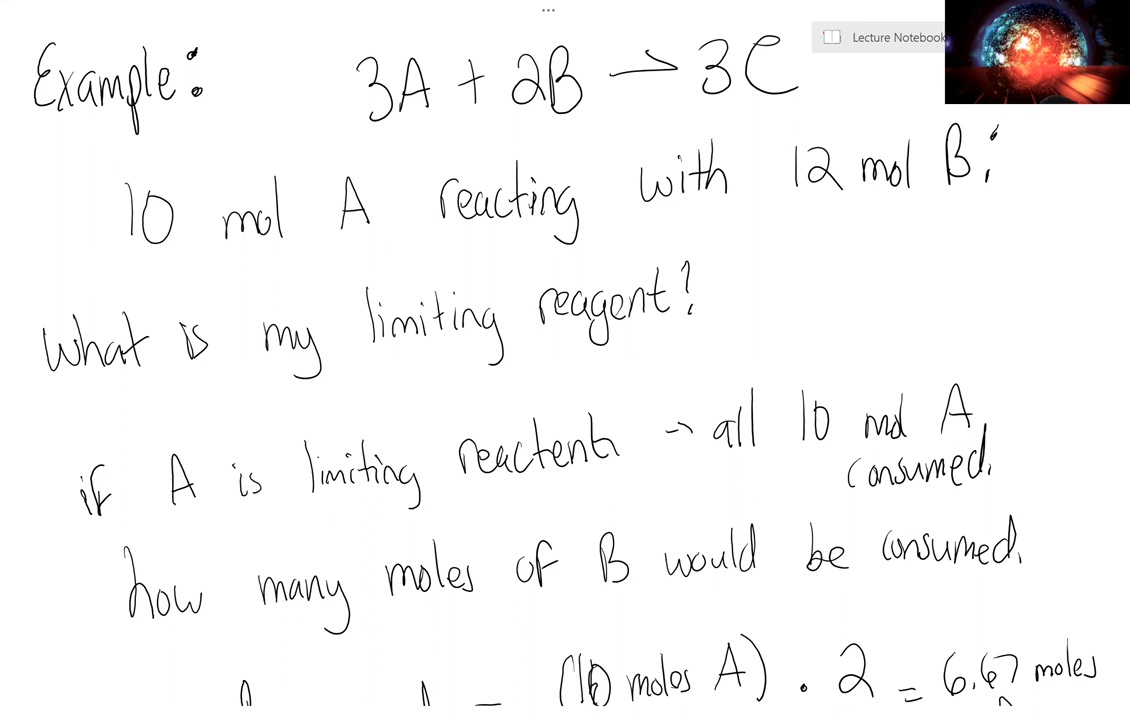 Lecture Notebook
Example:
3A + 2B → 3C
10 mol A reacting with 12 mol B:
What is my limiting reagent?
if A is limiting reactent → all 10 mol A
consumed.
how many moles of B would be consumed.
(10 moles A) · 2 = 6.67 moles